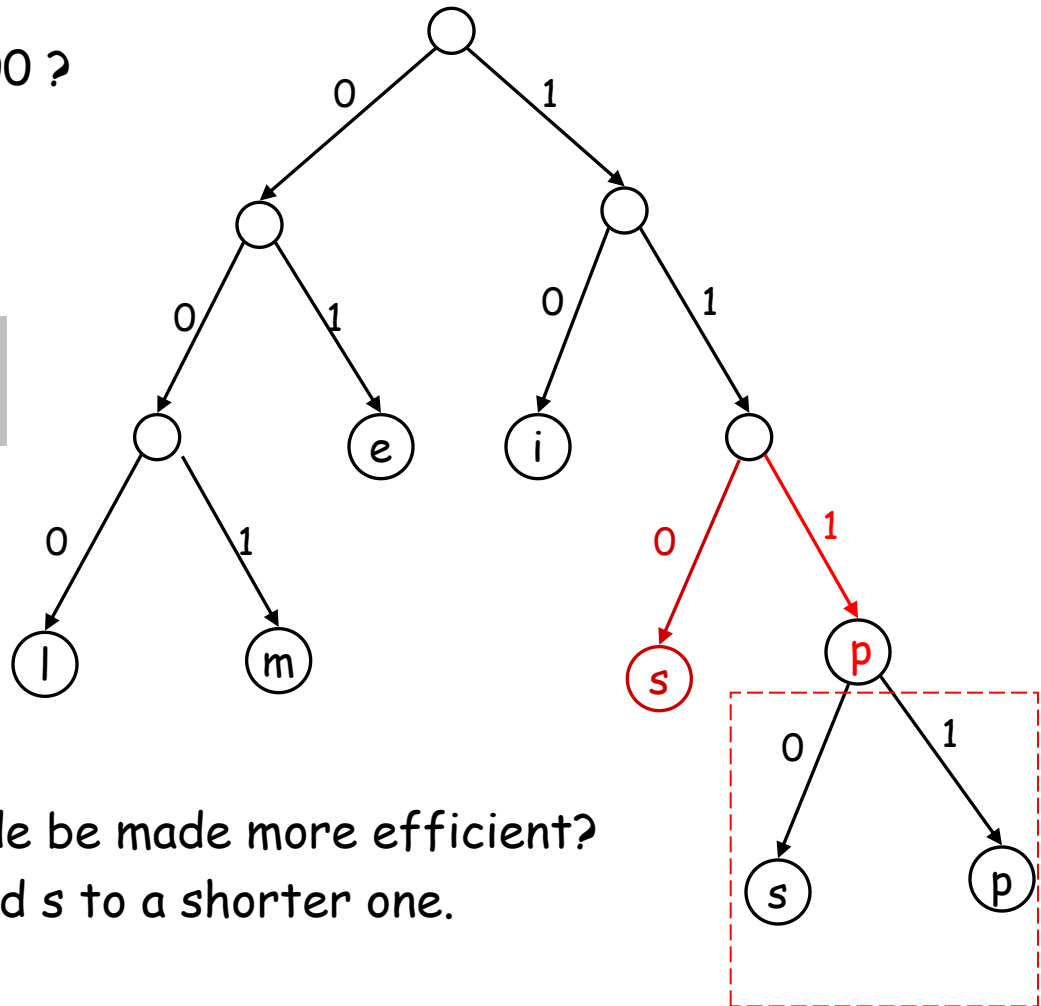 00 ?
0 1
0 1 0 1
e i
0 1 0 1
l m s p
0 1
le be made more efficient?
s p
d s to a shorter one.